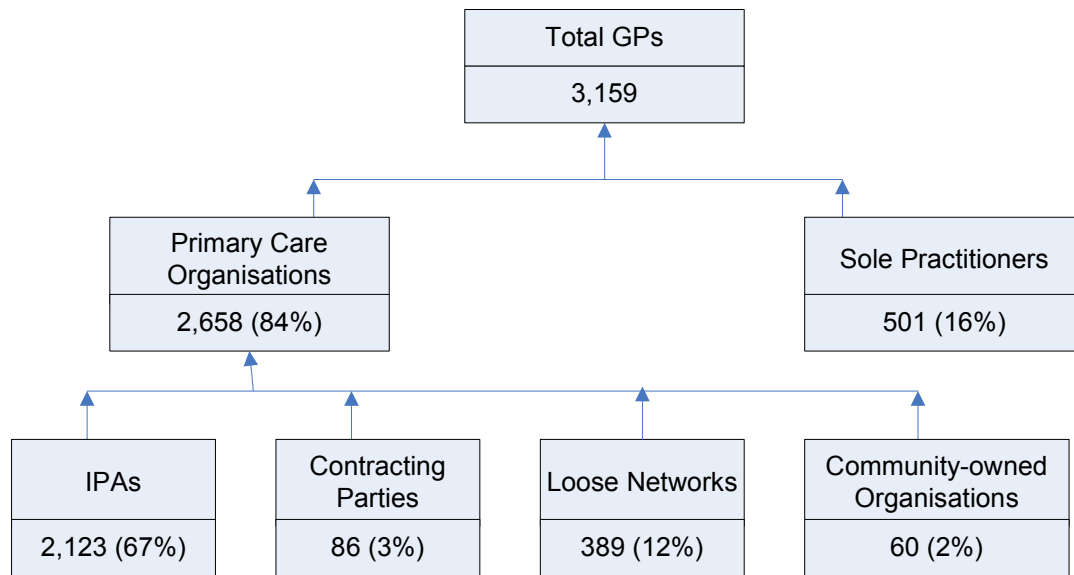 Total GPs
3,159
Primary Care
Organisations
2,658 (84%)
Sole Practitioners
501 (16%)
IPAs
2,123 (67%)
Contracting
Parties
86 (3%)
Loose Networks
389 (12%)
Community-owned
Organisations
60 (2%)